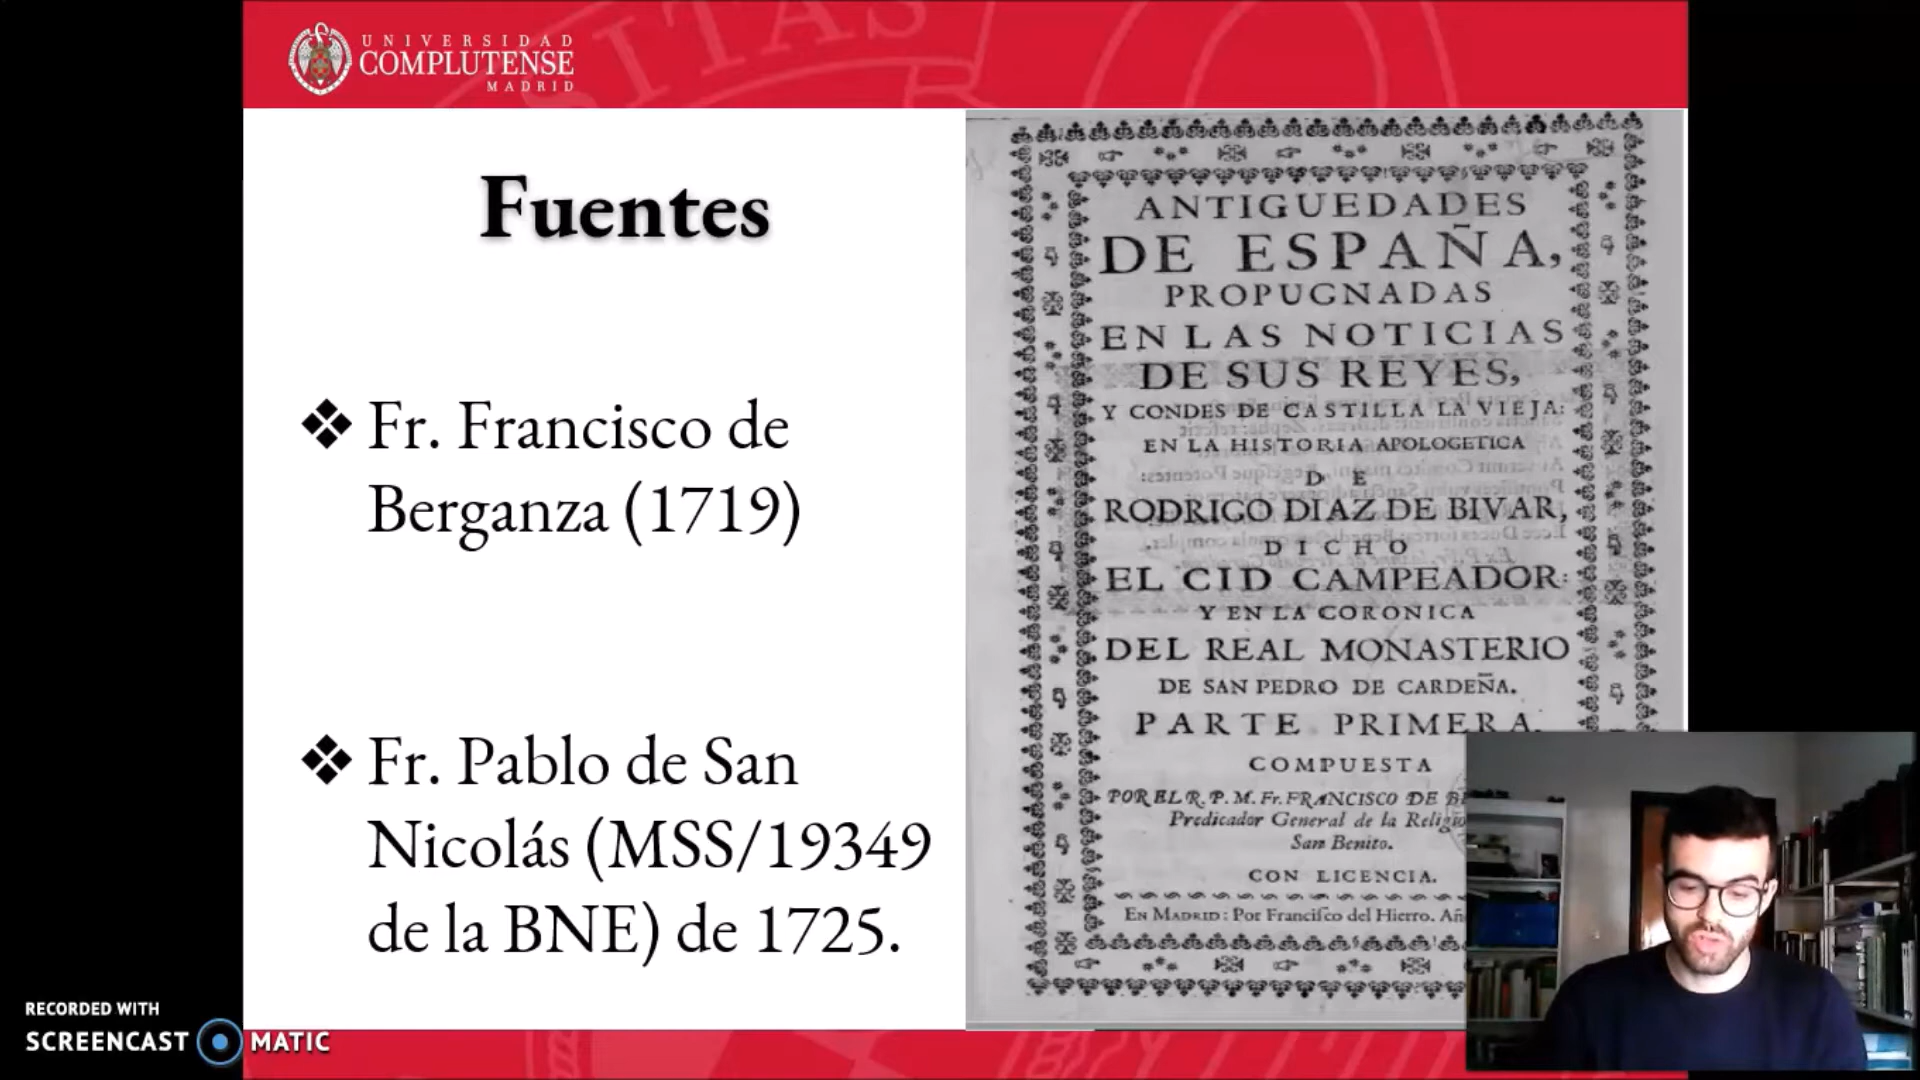 UNIVERSIDAD
COMPLUTENSE
MADRID
Fuentes
❖ Fr. Francisco de
Berganza (1719)
❖ Fr. Pablo de San
Nicolás (MSS/19349
de la BNE) de 1725.
ANTIGUEDADES
DE ESPAÑA,
PROPUGNADAS
EN LAS NOTICIAS
DE SUS REYES,
Y CONDES DE CASTILLA LA VIEJA:
EN LA HISTORIA APOLOGETICA
DE
RODRIGO DIAZ DE BIVAR,
DICHO
EL CID CAMPEADOR:
Y EN LA CORONICA
DEL REAL MONASTERIO
DE SAN PEDRO DE CARDEÑA.
PARTE PRIMERA.
COMPUESTA
POR EL R. P. M. Fr. FRANCISCO DE
Predicador General de la
San Benito.
CON LICENCIA.
EN MADRID: Por Francisco del Hierro.
RECORDED WITH
SCREENCAST MATIC